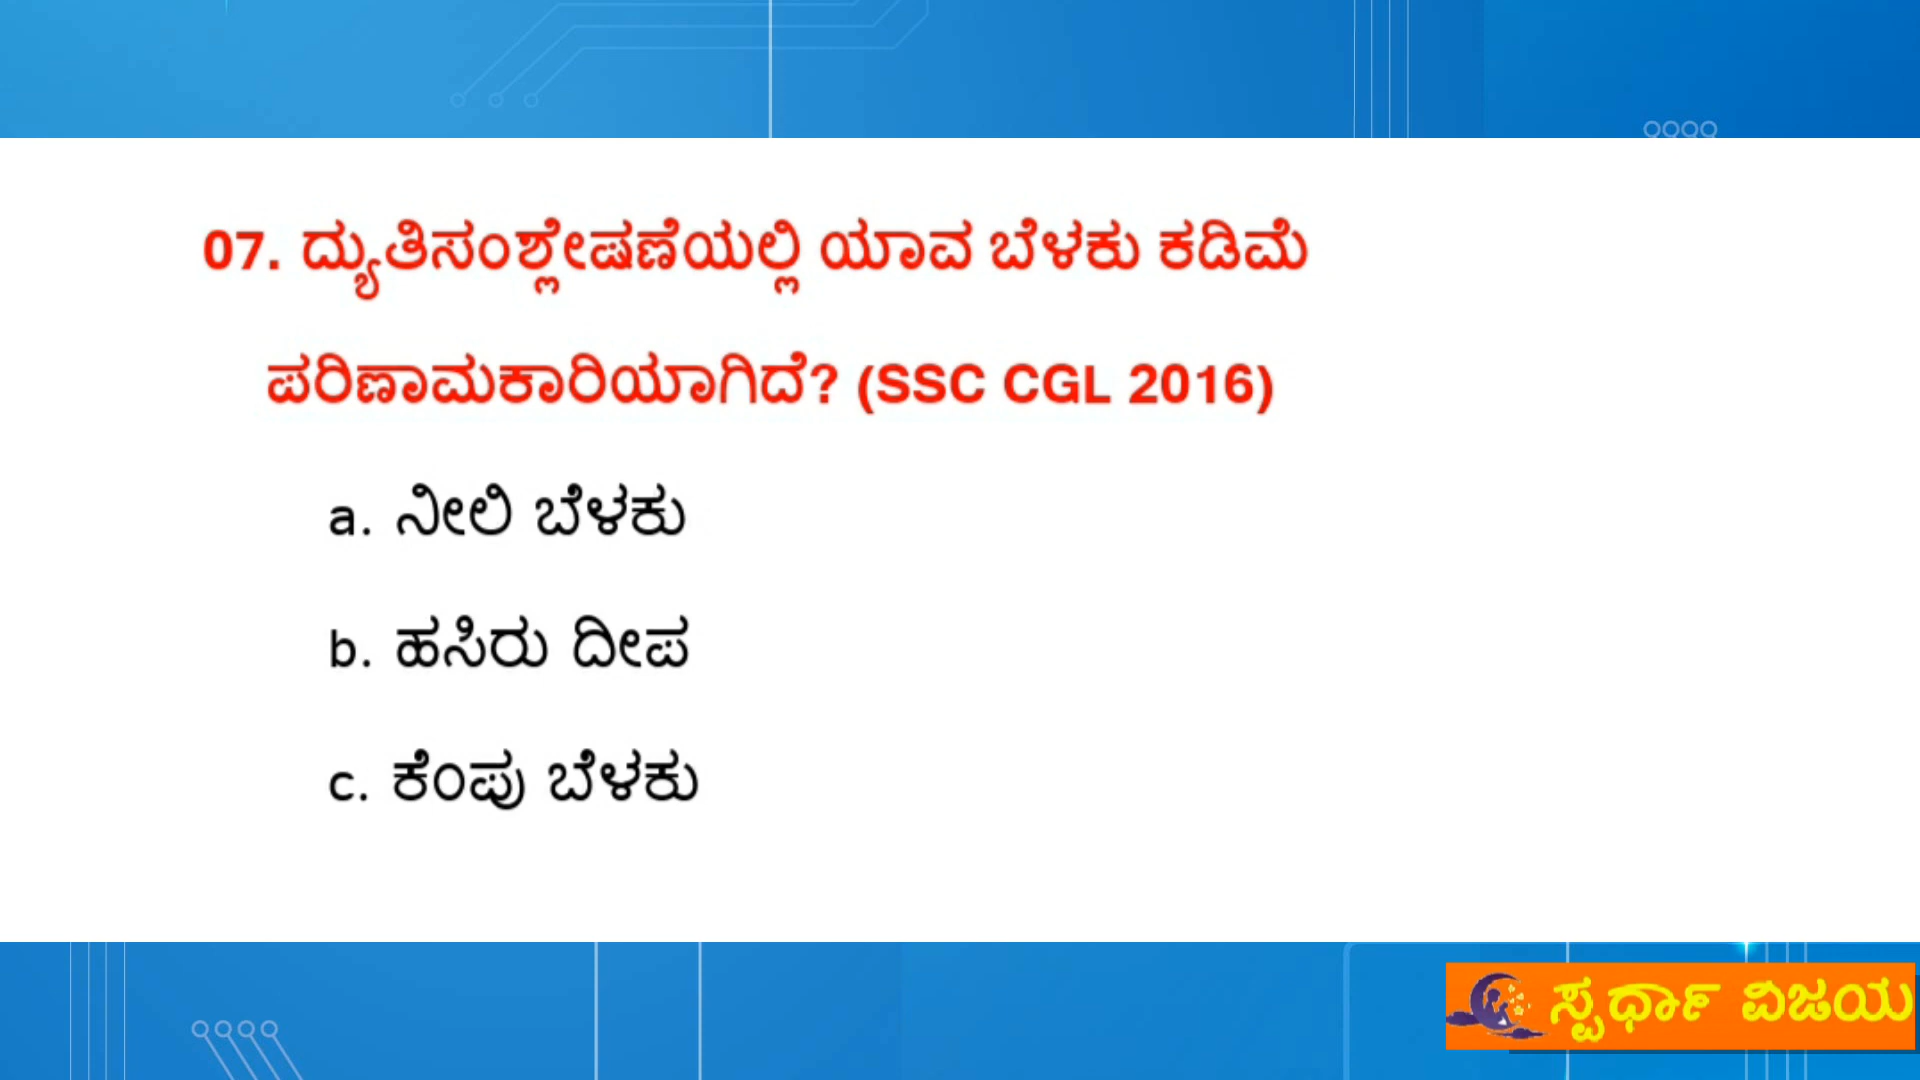 07. ದ್ಯುತಿಸಂಶ್ಲೇಷಣೆಯಲ್ಲಿ ಯಾವ ಬೆಳಕು ಕಡಿಮೆ
ಪರಿಣಾಮಕಾರಿಯಾಗಿದೆ? (SSC CGL 2016)
a. ನೀಲಿ ಬೆಳಕು
b. ಹಸಿರು ದೀಪ
c. ಕೆಂಪು ಬೆಳಕು
ಸ್ಪರ್ಧಾ ವಿಜಯ